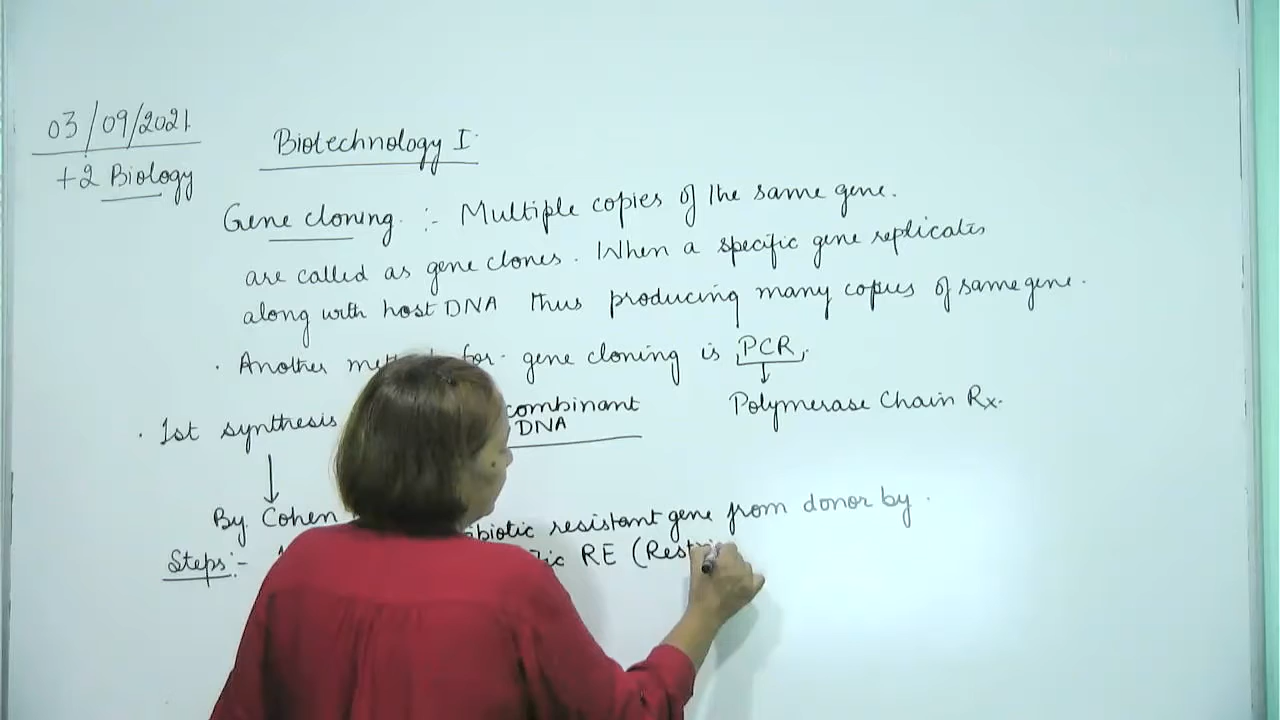 03/09/2021
+2 Biology
Biotechnology I
Gene cloning :- Multiple copies of the same gene.
are called as gene clones. When a specific gene replicates
along with host DNA thus producing many copies of same gene.
. Another for gene cloning is PCR.
Polymerase Chain Rx.
. 1st synthesis combinant
DNA
By Cohen
Steps:- biotic resistant gene from donor by.
RE (Restri